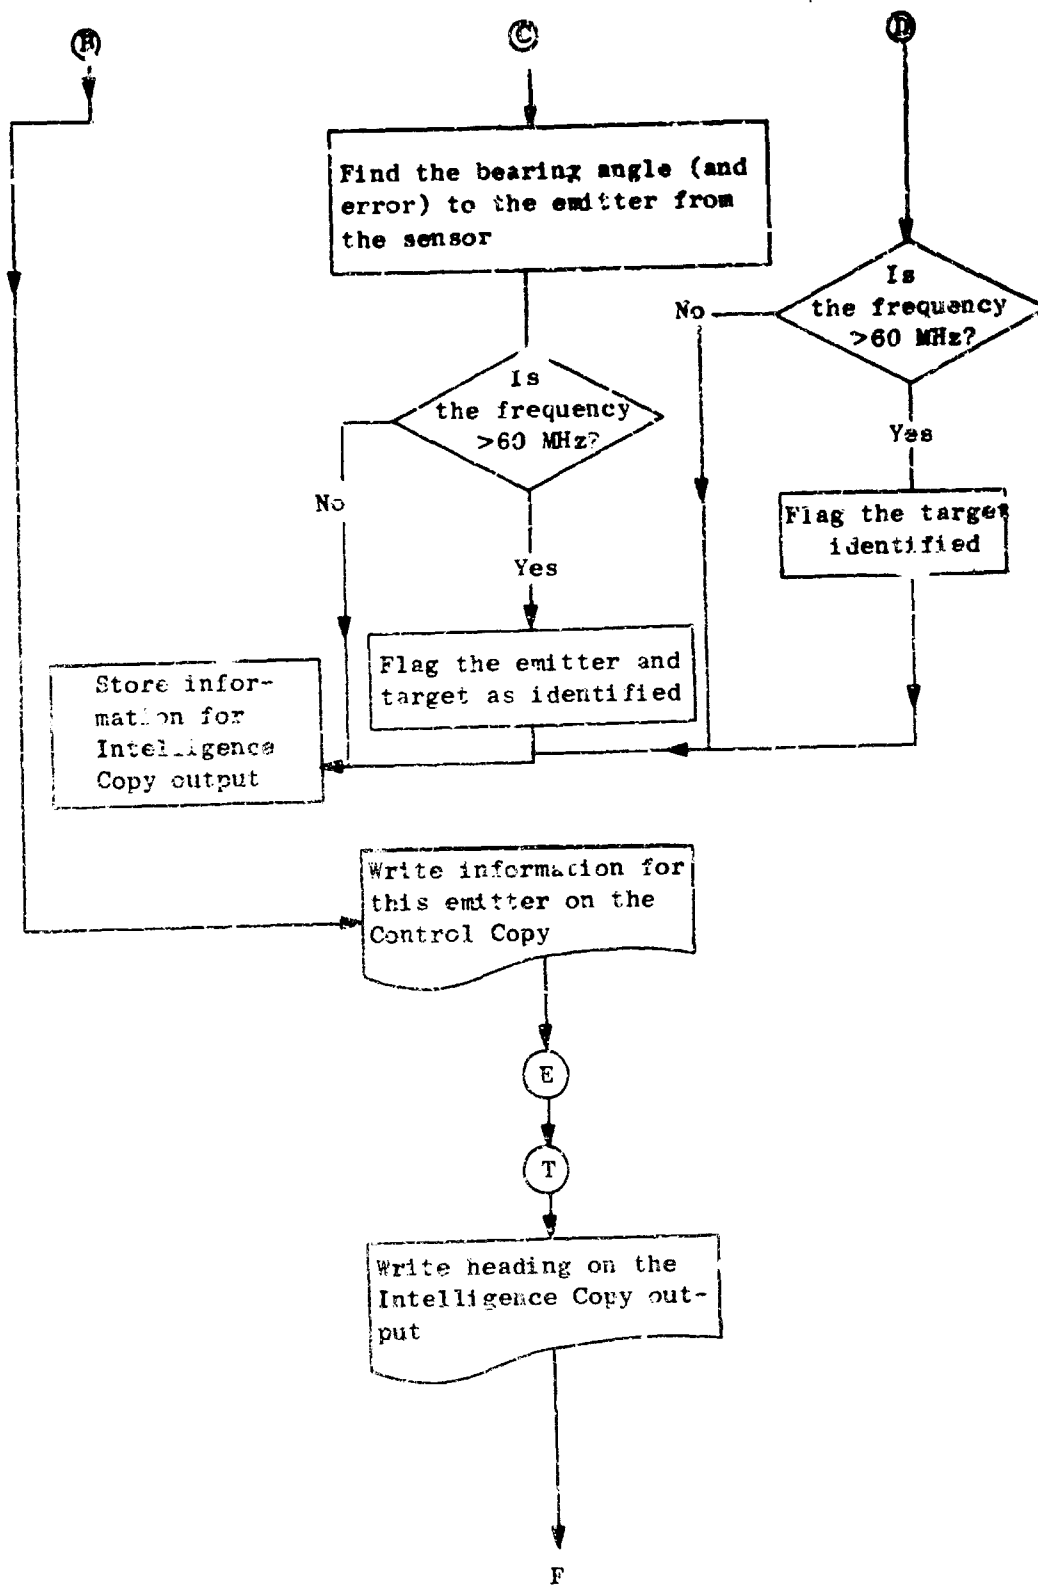 B
C
D
Find the bearing angle (and
error) to the emitter from
the sensor
Is
the frequency
>60 MHz?
No
Yes
Flag the target
identified
Is
the frequency
>60 MHz?
No
Yes
Flag the emitter and
target as identified
Store infor-
mation for
Intelligence
Copy output
Write information for
this emitter on the
Control Copy
E
T
Write heading on the
Intelligence Copy out-
put
F